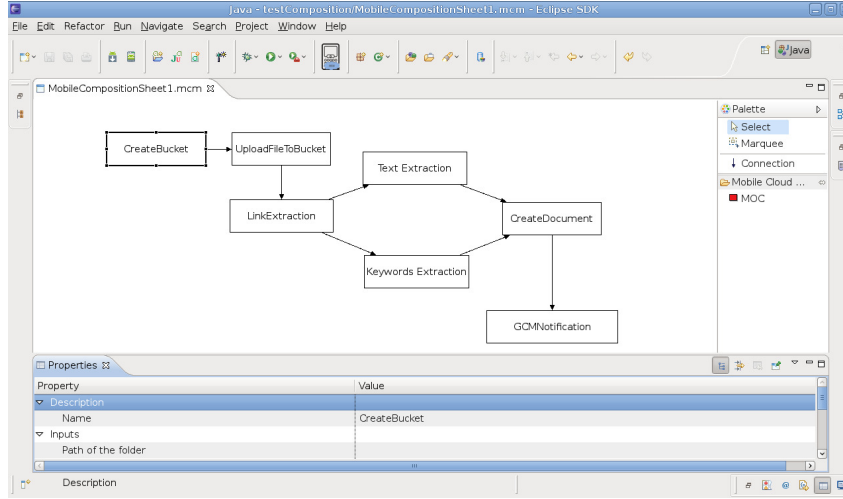 Java - testComposition/MobileCompositionSheet1.mcm - Eclipse SDK
File Edit Refactor Run Navigate Search Project Window Help
Java
MobileCompositionSheet1.mcm
Palette
Select
Marquee
Connection
Mobile Cloud ...
MOC
CreateBucket
UploadFileToBucket
Text Extraction
LinkExtraction
CreateDocument
Keywords Extraction
GCMNotification
Properties
Property Value
Description
Name CreateBucket
Inputs
Path of the folder
Description